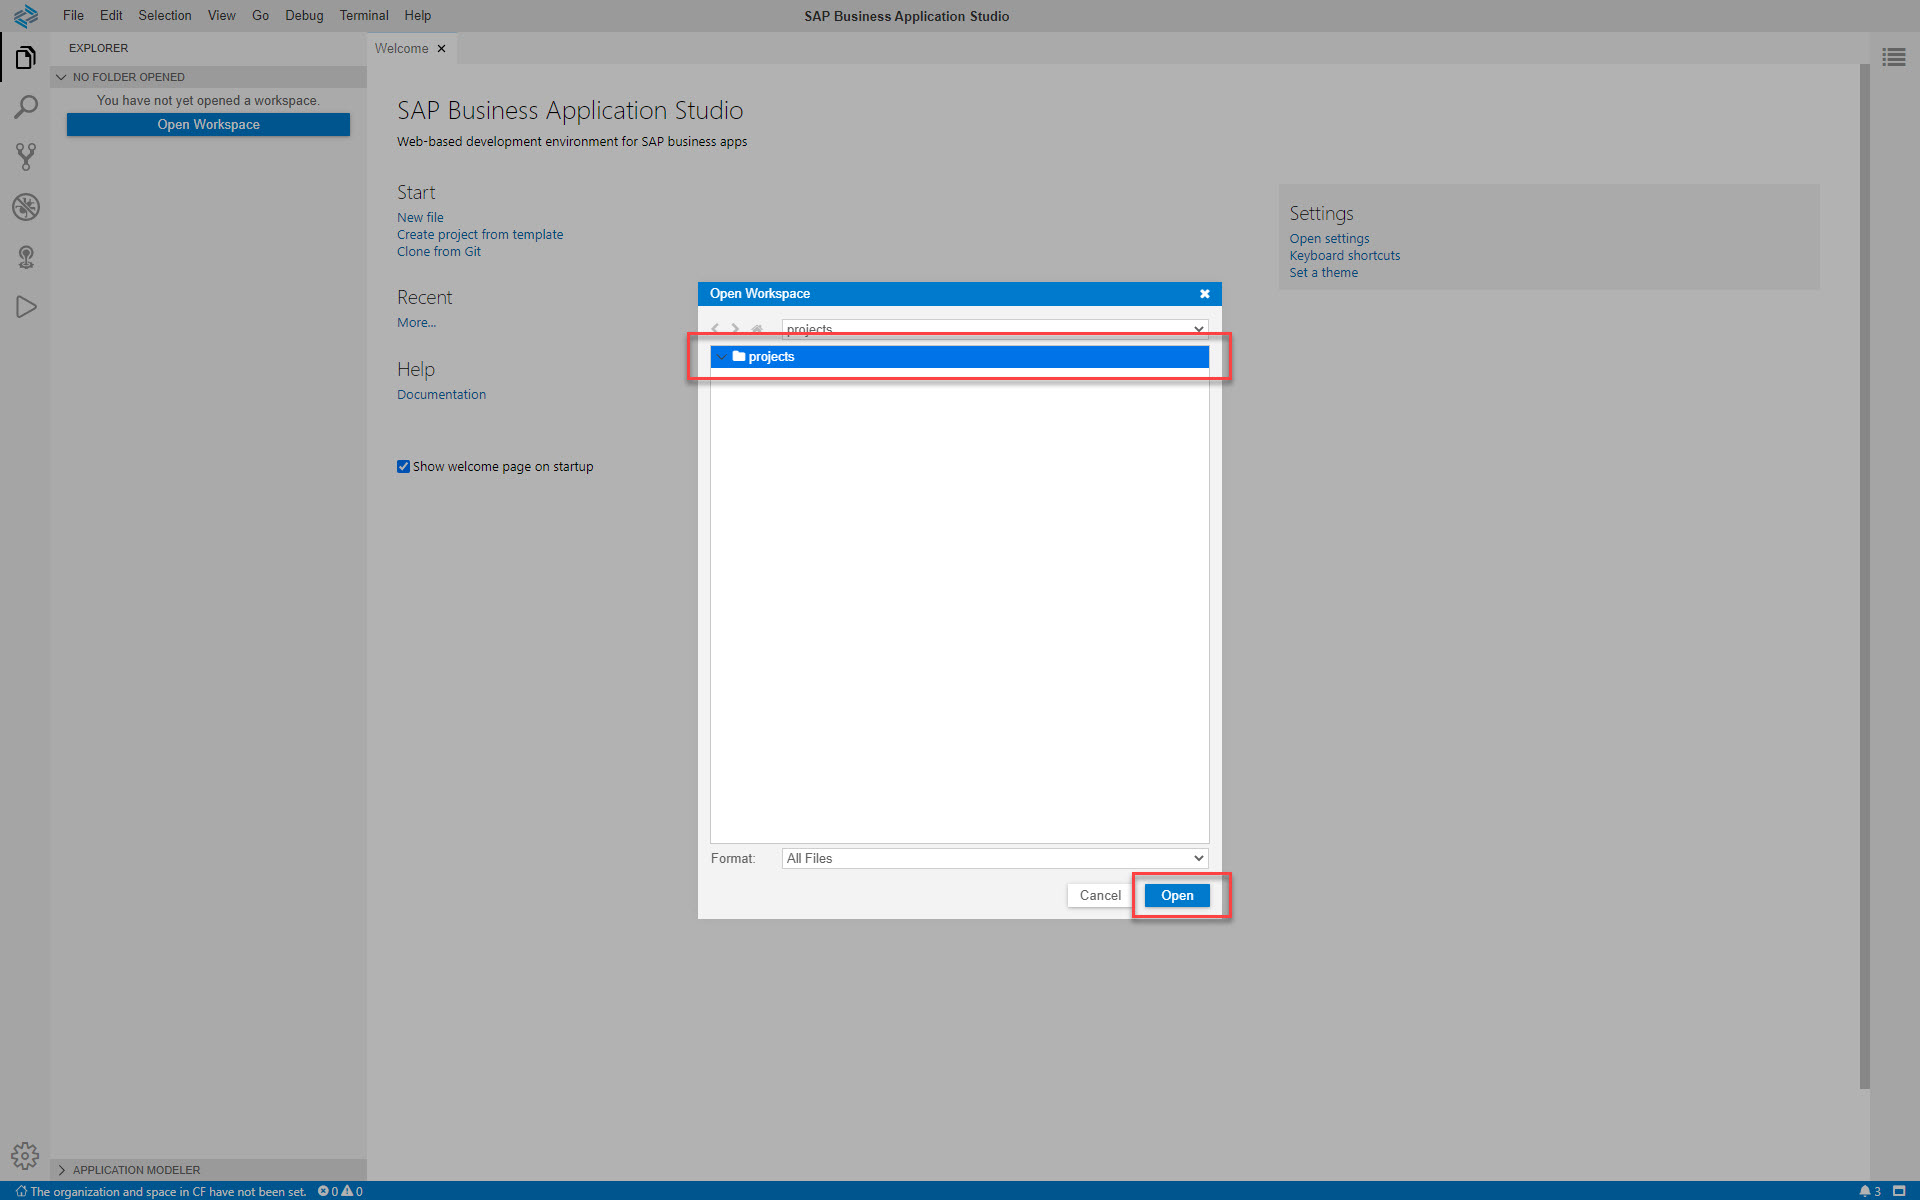 File Edit Selection View Go Debug Terminal Help
SAP Business Application Studio
EXPLORER
NO FOLDER OPENED
You have not yet opened a workspace.
Open Workspace
Welcome
SAP Business Application Studio
Web-based development environment for SAP business apps
Start
New file
Create project from template
Clone from Git
Recent
More...
Help
Documentation
Show welcome page on startup
Settings
Open settings
Keyboard shortcuts
Set a theme
Open Workspace
projects
projects
Format:
All Files
Cancel
Open
APPLICATION MODELER
The organization and space in CF have not been set. 0 0
3